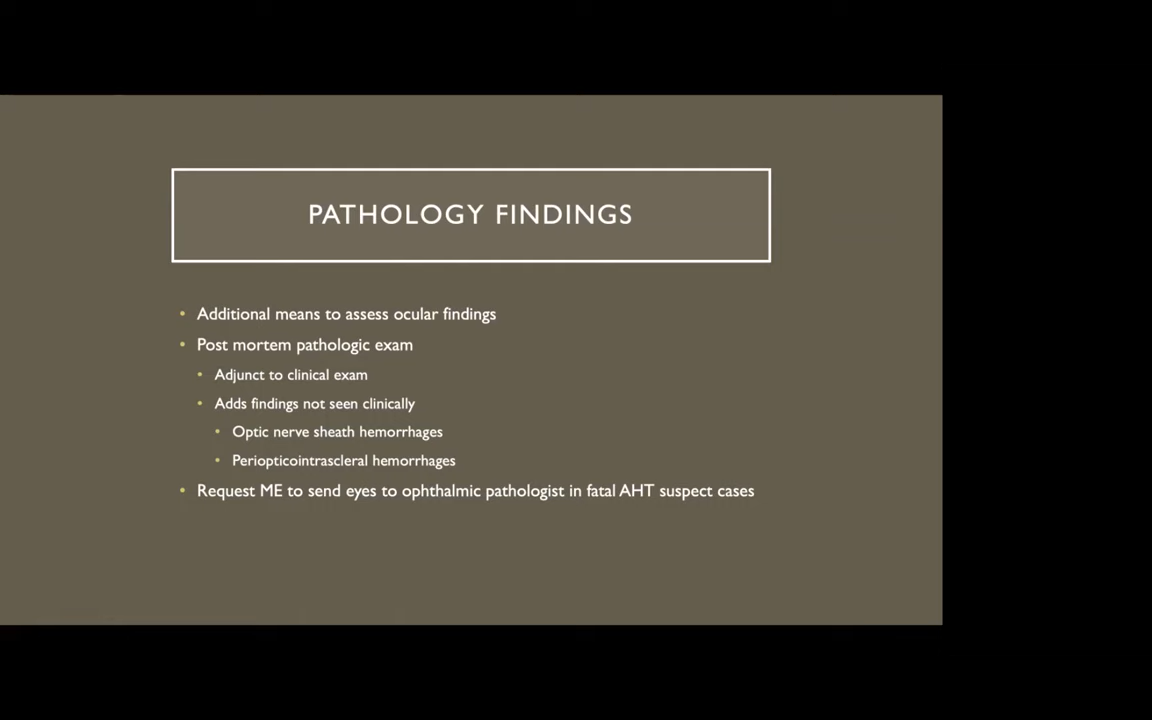 PATHOLOGY FINDINGS
• Additional means to assess ocular findings
• Post mortem pathologic exam
• Adjunct to clinical exam
• Adds findings not seen clinically
• Optic nerve sheath hemorrhages
• Periopticointrascleral hemorrhages
• Request ME to send eyes to ophthalmic pathologist in fatal AHT suspect cases